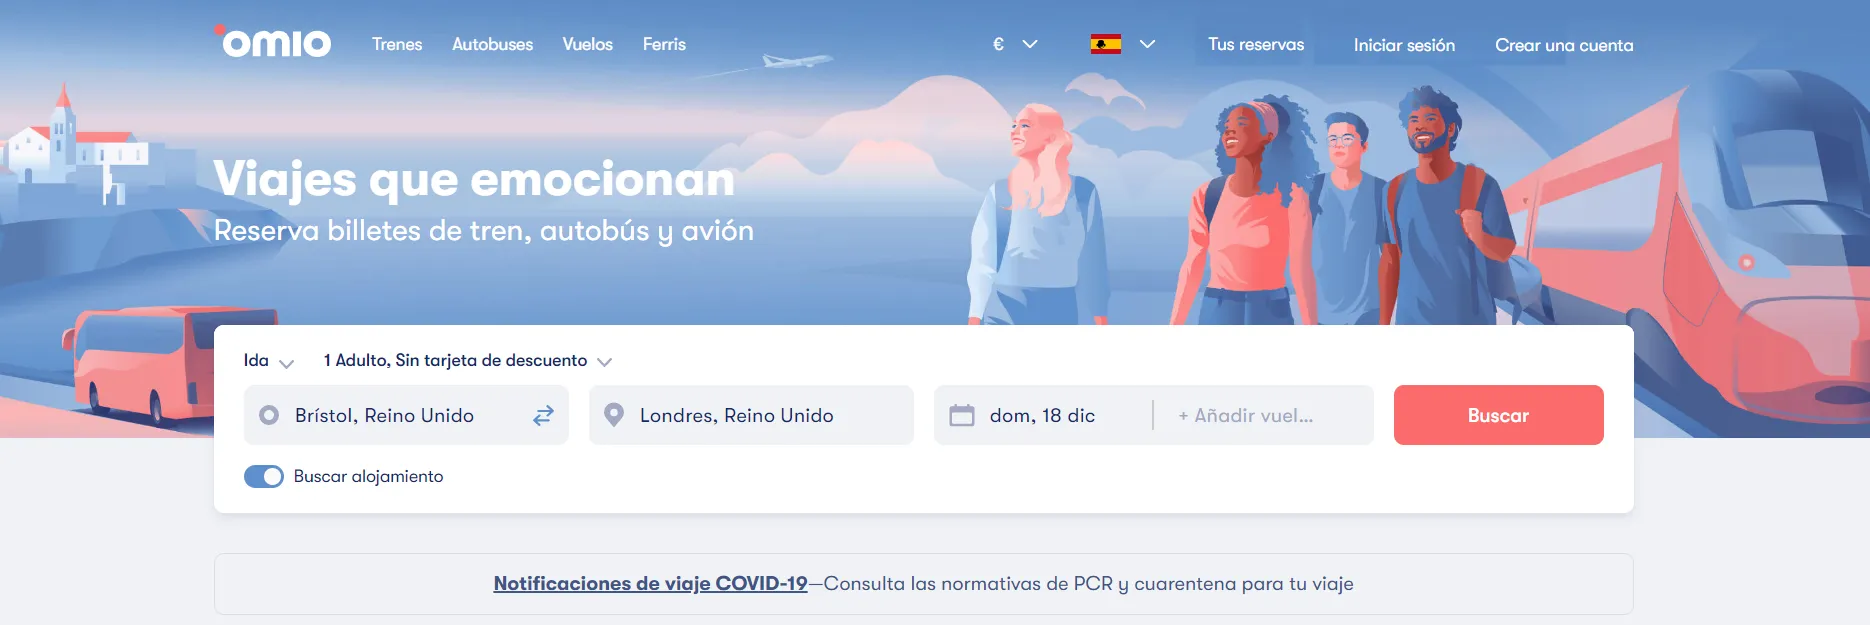 omio Trenes Autobuses Vuelos Ferris € Tus reservas Iniciar sesión Crear una cuenta
Viajes que emocionan
Reserva billetes de tren, autobús y avión
Ida 1 Adulto, Sin tarjeta de descuento
Brístol, Reino Unido Londres, Reino Unido dom, 18 dic + Añadir vuel... Buscar
Buscar alojamiento
Notificaciones de viaje COVID-19—Consulta las normativas de PCR y cuarentena para tu viaje